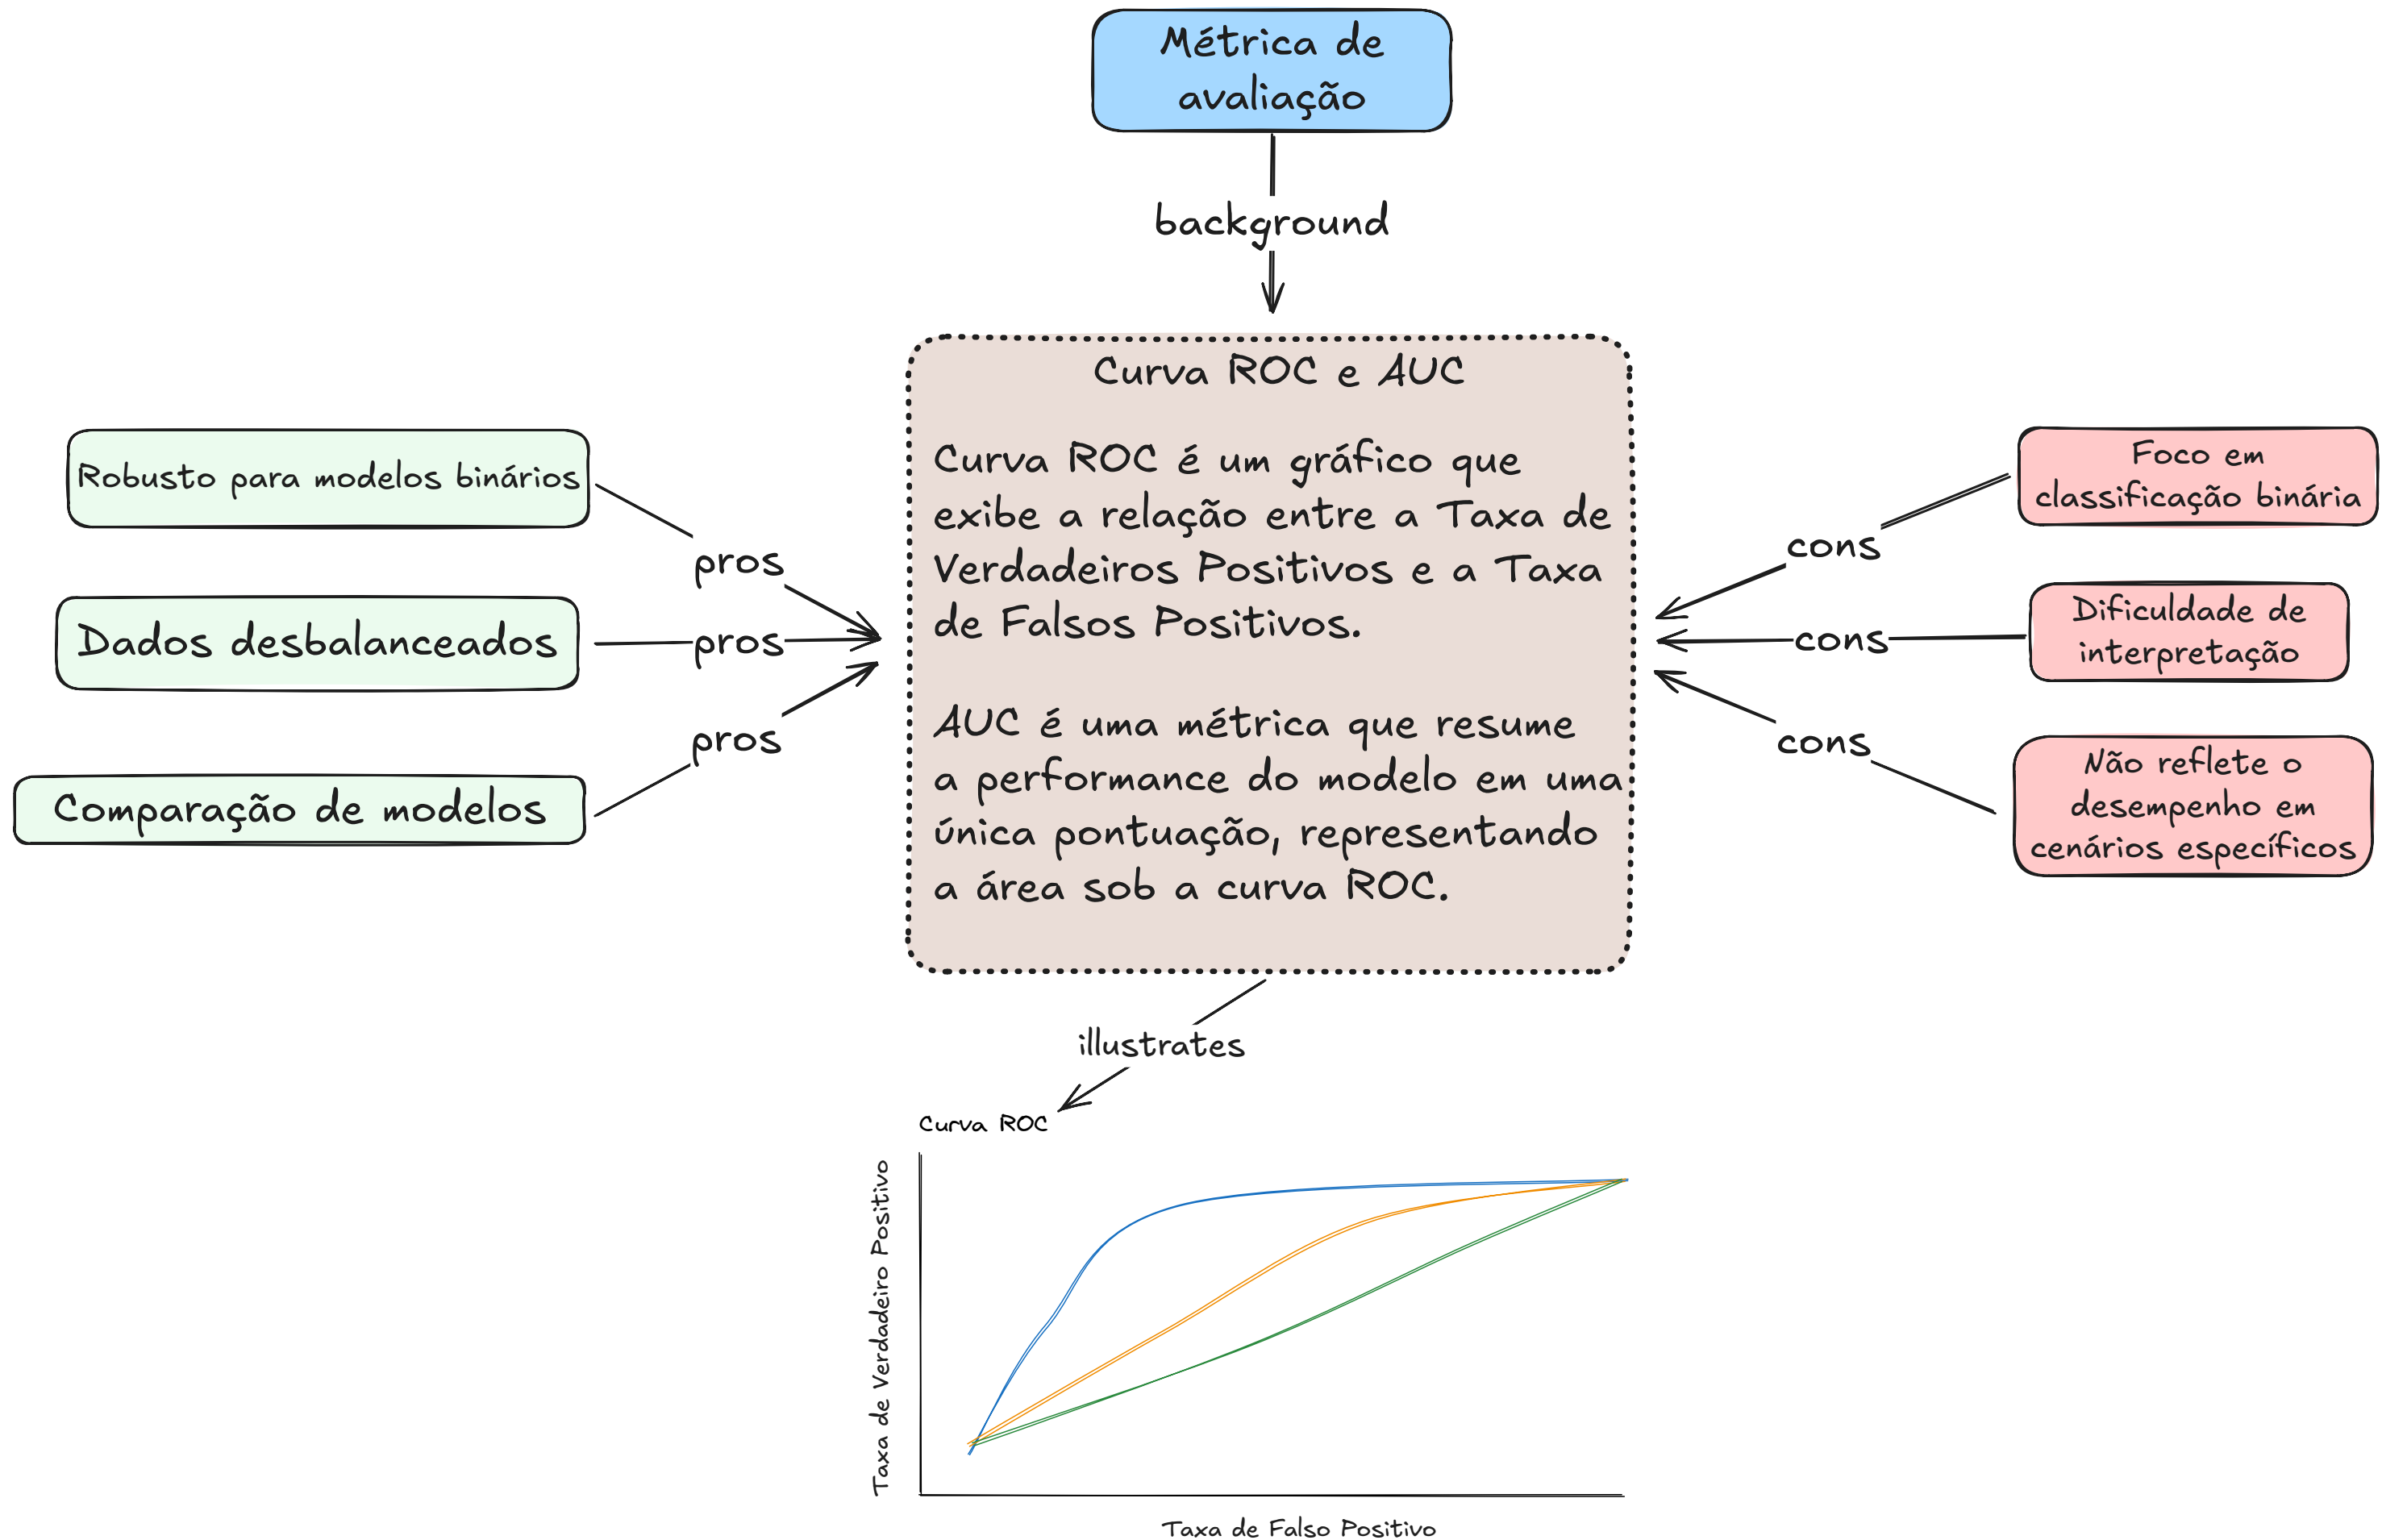 Métrica de
avaliação
background
Curva ROC e AUC
Curva ROC é um gráfico que
exibe a relação entre a Taxa de
Verdadeiros Positivos e a Taxa
de Falsos Positivos.
AUC é uma métrica que resume
a performance do modelo em uma
única pontuação, representando
a área sob a curva ROC.
Robusto para modelos binários
pros
Dados desbalanceados
pros
Comparação de modelos
pros
Foco em
classificação binária
cons
Dificuldade de
interpretação
cons
Não reflete o
desempenho em
cenários específicos
cons
illustrates
Curva ROC
Taxa de Verdadeiro Positivo
Taxa de Falso Positivo